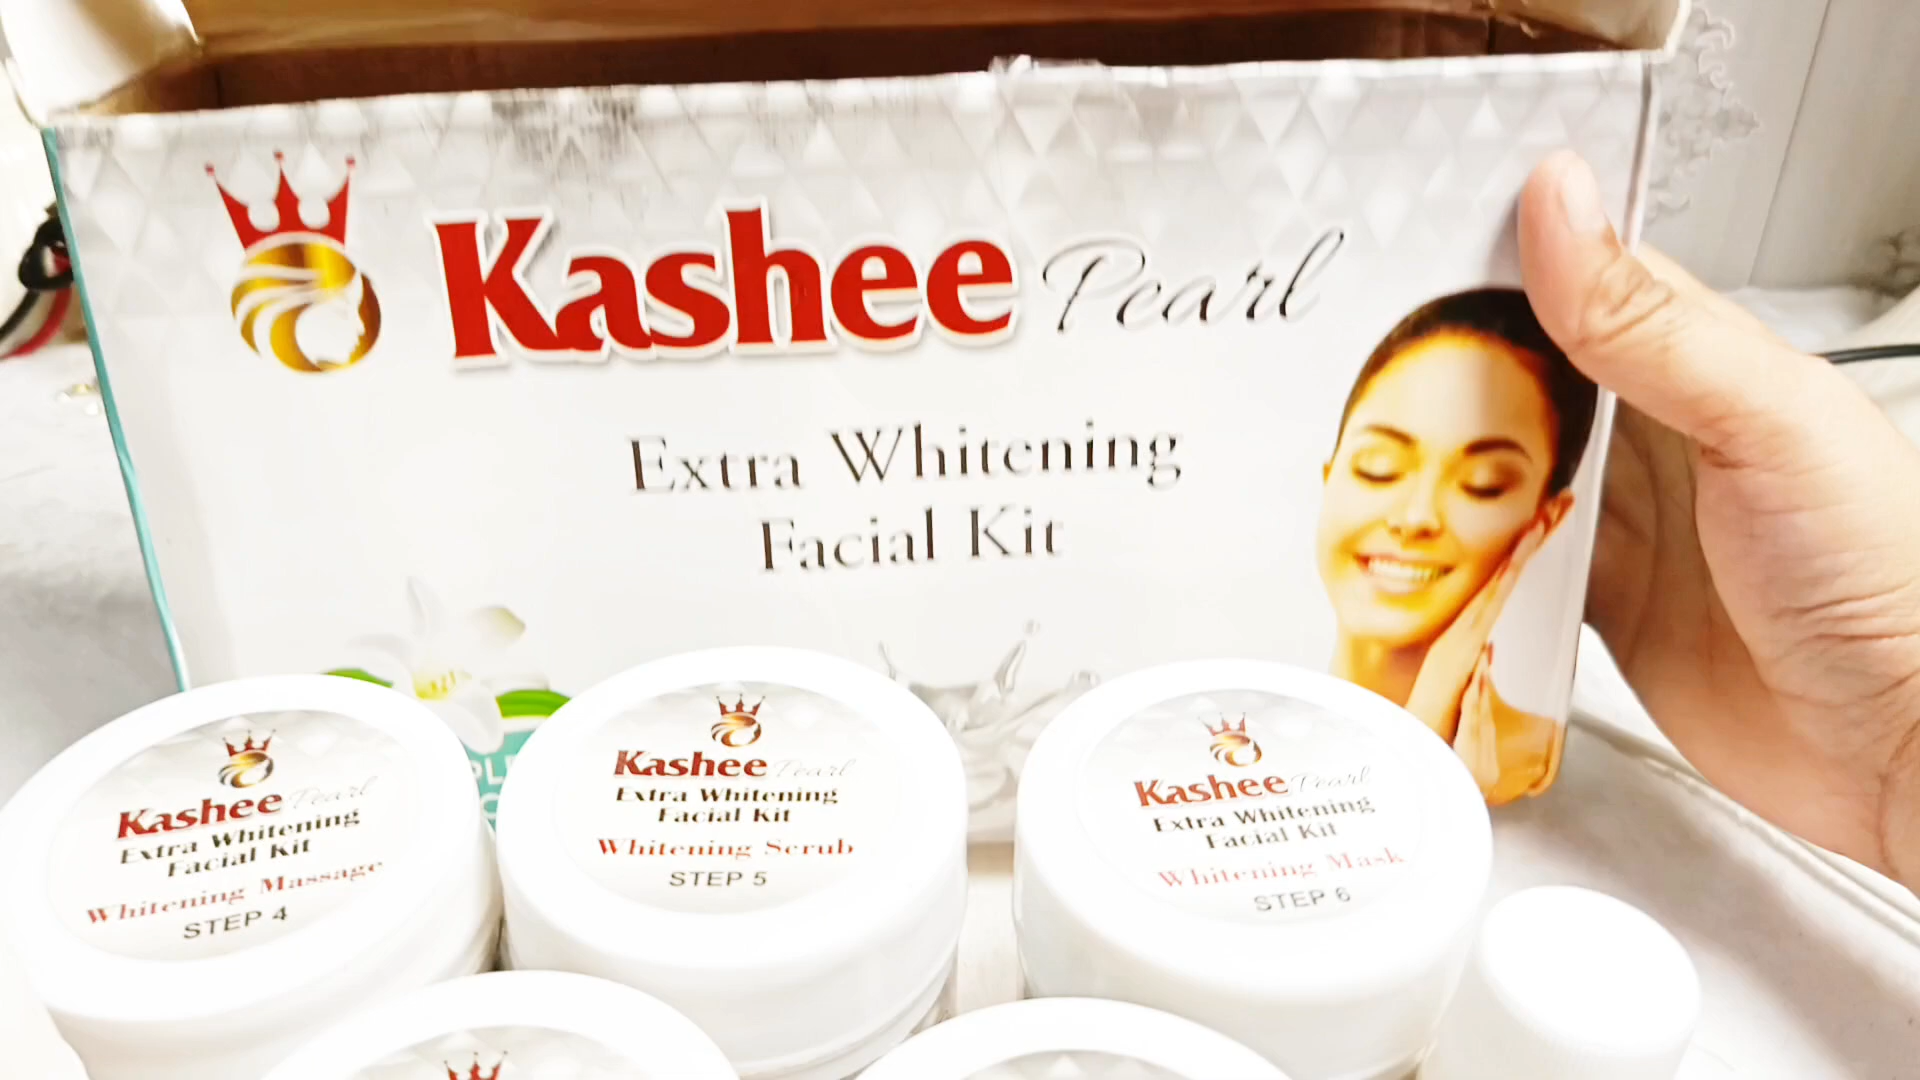 Kashee Pearl
Extra Whitening
Facial Kit
Kashee Pearl
Extra Whitening
Facial Kit
Whitening Massage
STEP 4
Kashee Pearl
Extra Whitening
Facial Kit
Whitening Scrub
STEP 5
Kashee Pearl
Extra Whitening
Facial Kit
Whitening Mask
STEP 6